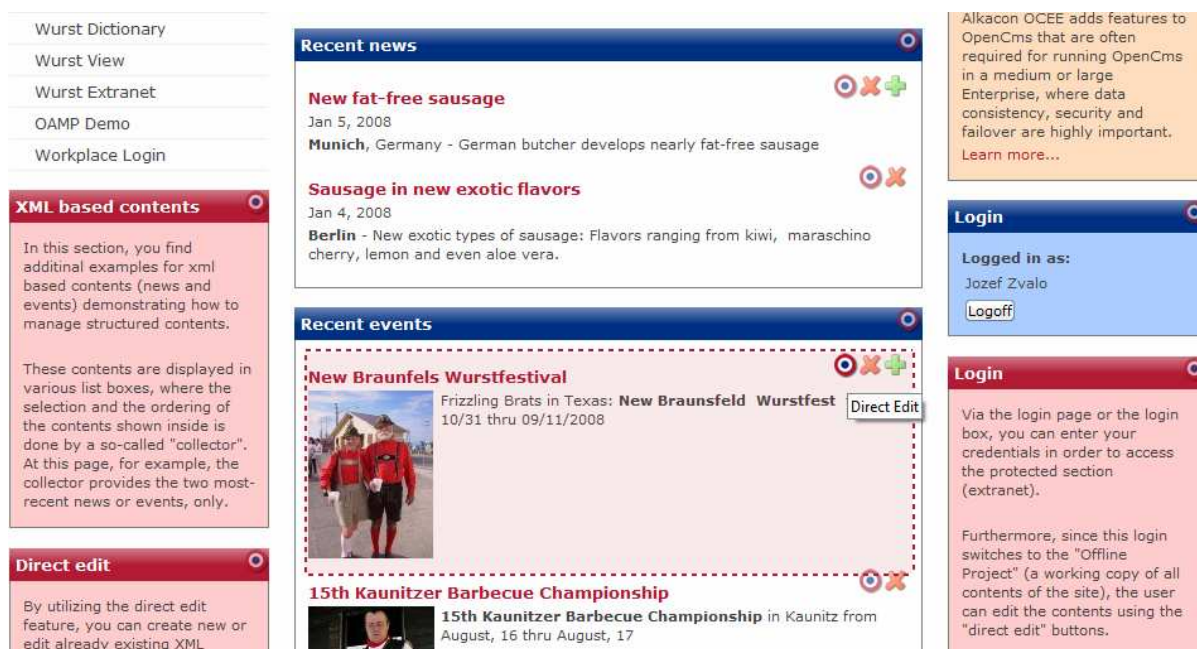 Wurst Dictionary
Wurst View
Wurst Extranet
OAMP Demo
Workplace Login
XML based contents
In this section, you find
additinal examples for xml
based contents (news and
events) demonstrating how to
manage structured contents.
These contents are displayed in
various list boxes, where the
selection and the ordering of
the contents shown inside is
done by a so-called "collector".
At this page, for example, the
collector provides the two most-
recent news or events, only.
Direct edit
By utilizing the direct edit
feature, you can create new or
edit already existing XML
Recent news
New fat-free sausage
Jan 5, 2008
Munich, Germany - German butcher develops nearly fat-free sausage
Sausage in new exotic flavors
Jan 4, 2008
Berlin - New exotic types of sausage: Flavors ranging from kiwi, maraschino
cherry, lemon and even aloe vera.
Recent events
New Braunfels Wurstfestival
Frizzling Brats in Texas: New Braunsfeld Wurstfest
10/31 thru 09/11/2008
Direct Edit
15th Kaunitzer Barbecue Championship
15th Kaunitzer Barbecue Championship in Kaunitz from
August, 16 thru August, 17
Alkacon OCEE adds features to
OpenCms that are often
required for running OpenCms
in a medium or large
Enterprise, where data
consistency, security and
failover are highly important.
Learn more...
Login
Logged in as:
Jozef Zvalo
Logoff
Login
Via the login page or the login
box, you can enter your
credentials in order to access
the protected section
(extranet).
Furthermore, since this login
switches to the "Offline
Project" (a working copy of all
contents of the site), the user
can edit the contents using the
"direct edit" buttons.